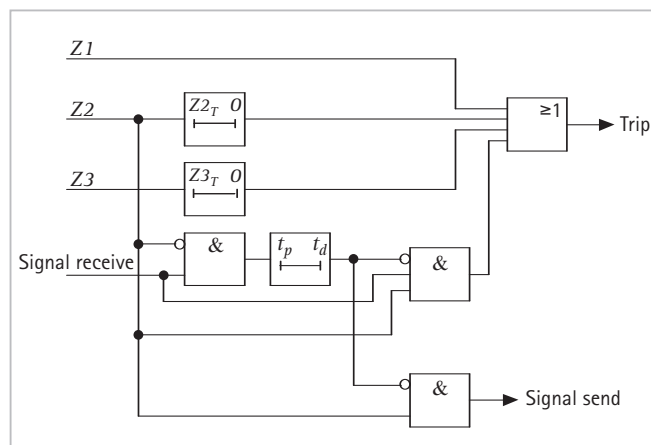 Z1
≥1
Z2
Z2T 0
Trip
Z3
Z3T 0
&
tp td
&
Signal receive
&
Signal send